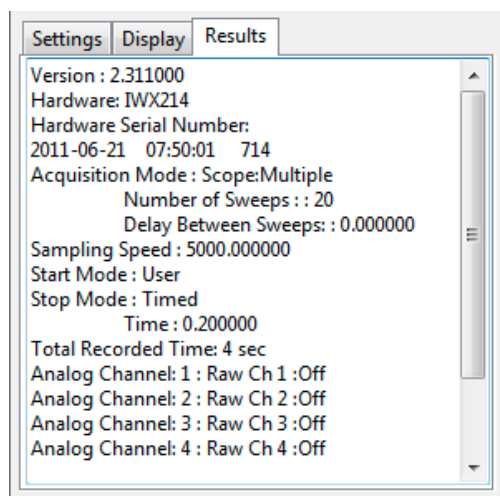 Settings Display Results
Version : 2.311000
Hardware: IWX214
Hardware Serial Number:
2011-06-21 07:50:01 714
Acquisition Mode : Scope:Multiple
Number of Sweeps : : 20
Delay Between Sweeps: : 0.000000
Sampling Speed : 5000.000000
Start Mode : User
Stop Mode : Timed
Time : 0.200000
Total Recorded Time: 4 sec
Analog Channel: 1 : Raw Ch 1 :Off
Analog Channel: 2 : Raw Ch 2 :Off
Analog Channel: 3 : Raw Ch 3 :Off
Analog Channel: 4 : Raw Ch 4 :Off